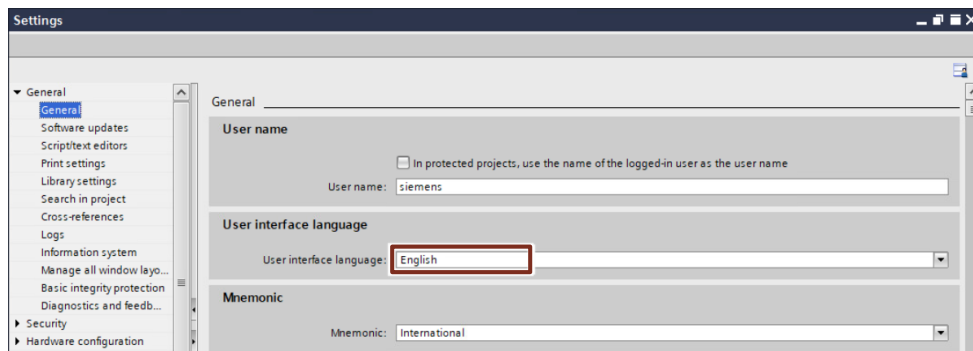 Settings
General
General
Software updates
Script/text editors
Print settings
Library settings
Search in project
Cross-references
Logs
Information system
Manage all window layo...
Basic integrity protection
Diagnostics and feedb...
Security
Hardware configuration
General
User name
In protected projects, use the name of the logged-in user as the user name
User name: siemens
User interface language
User interface language: English
Mnemonic
Mnemonic: International